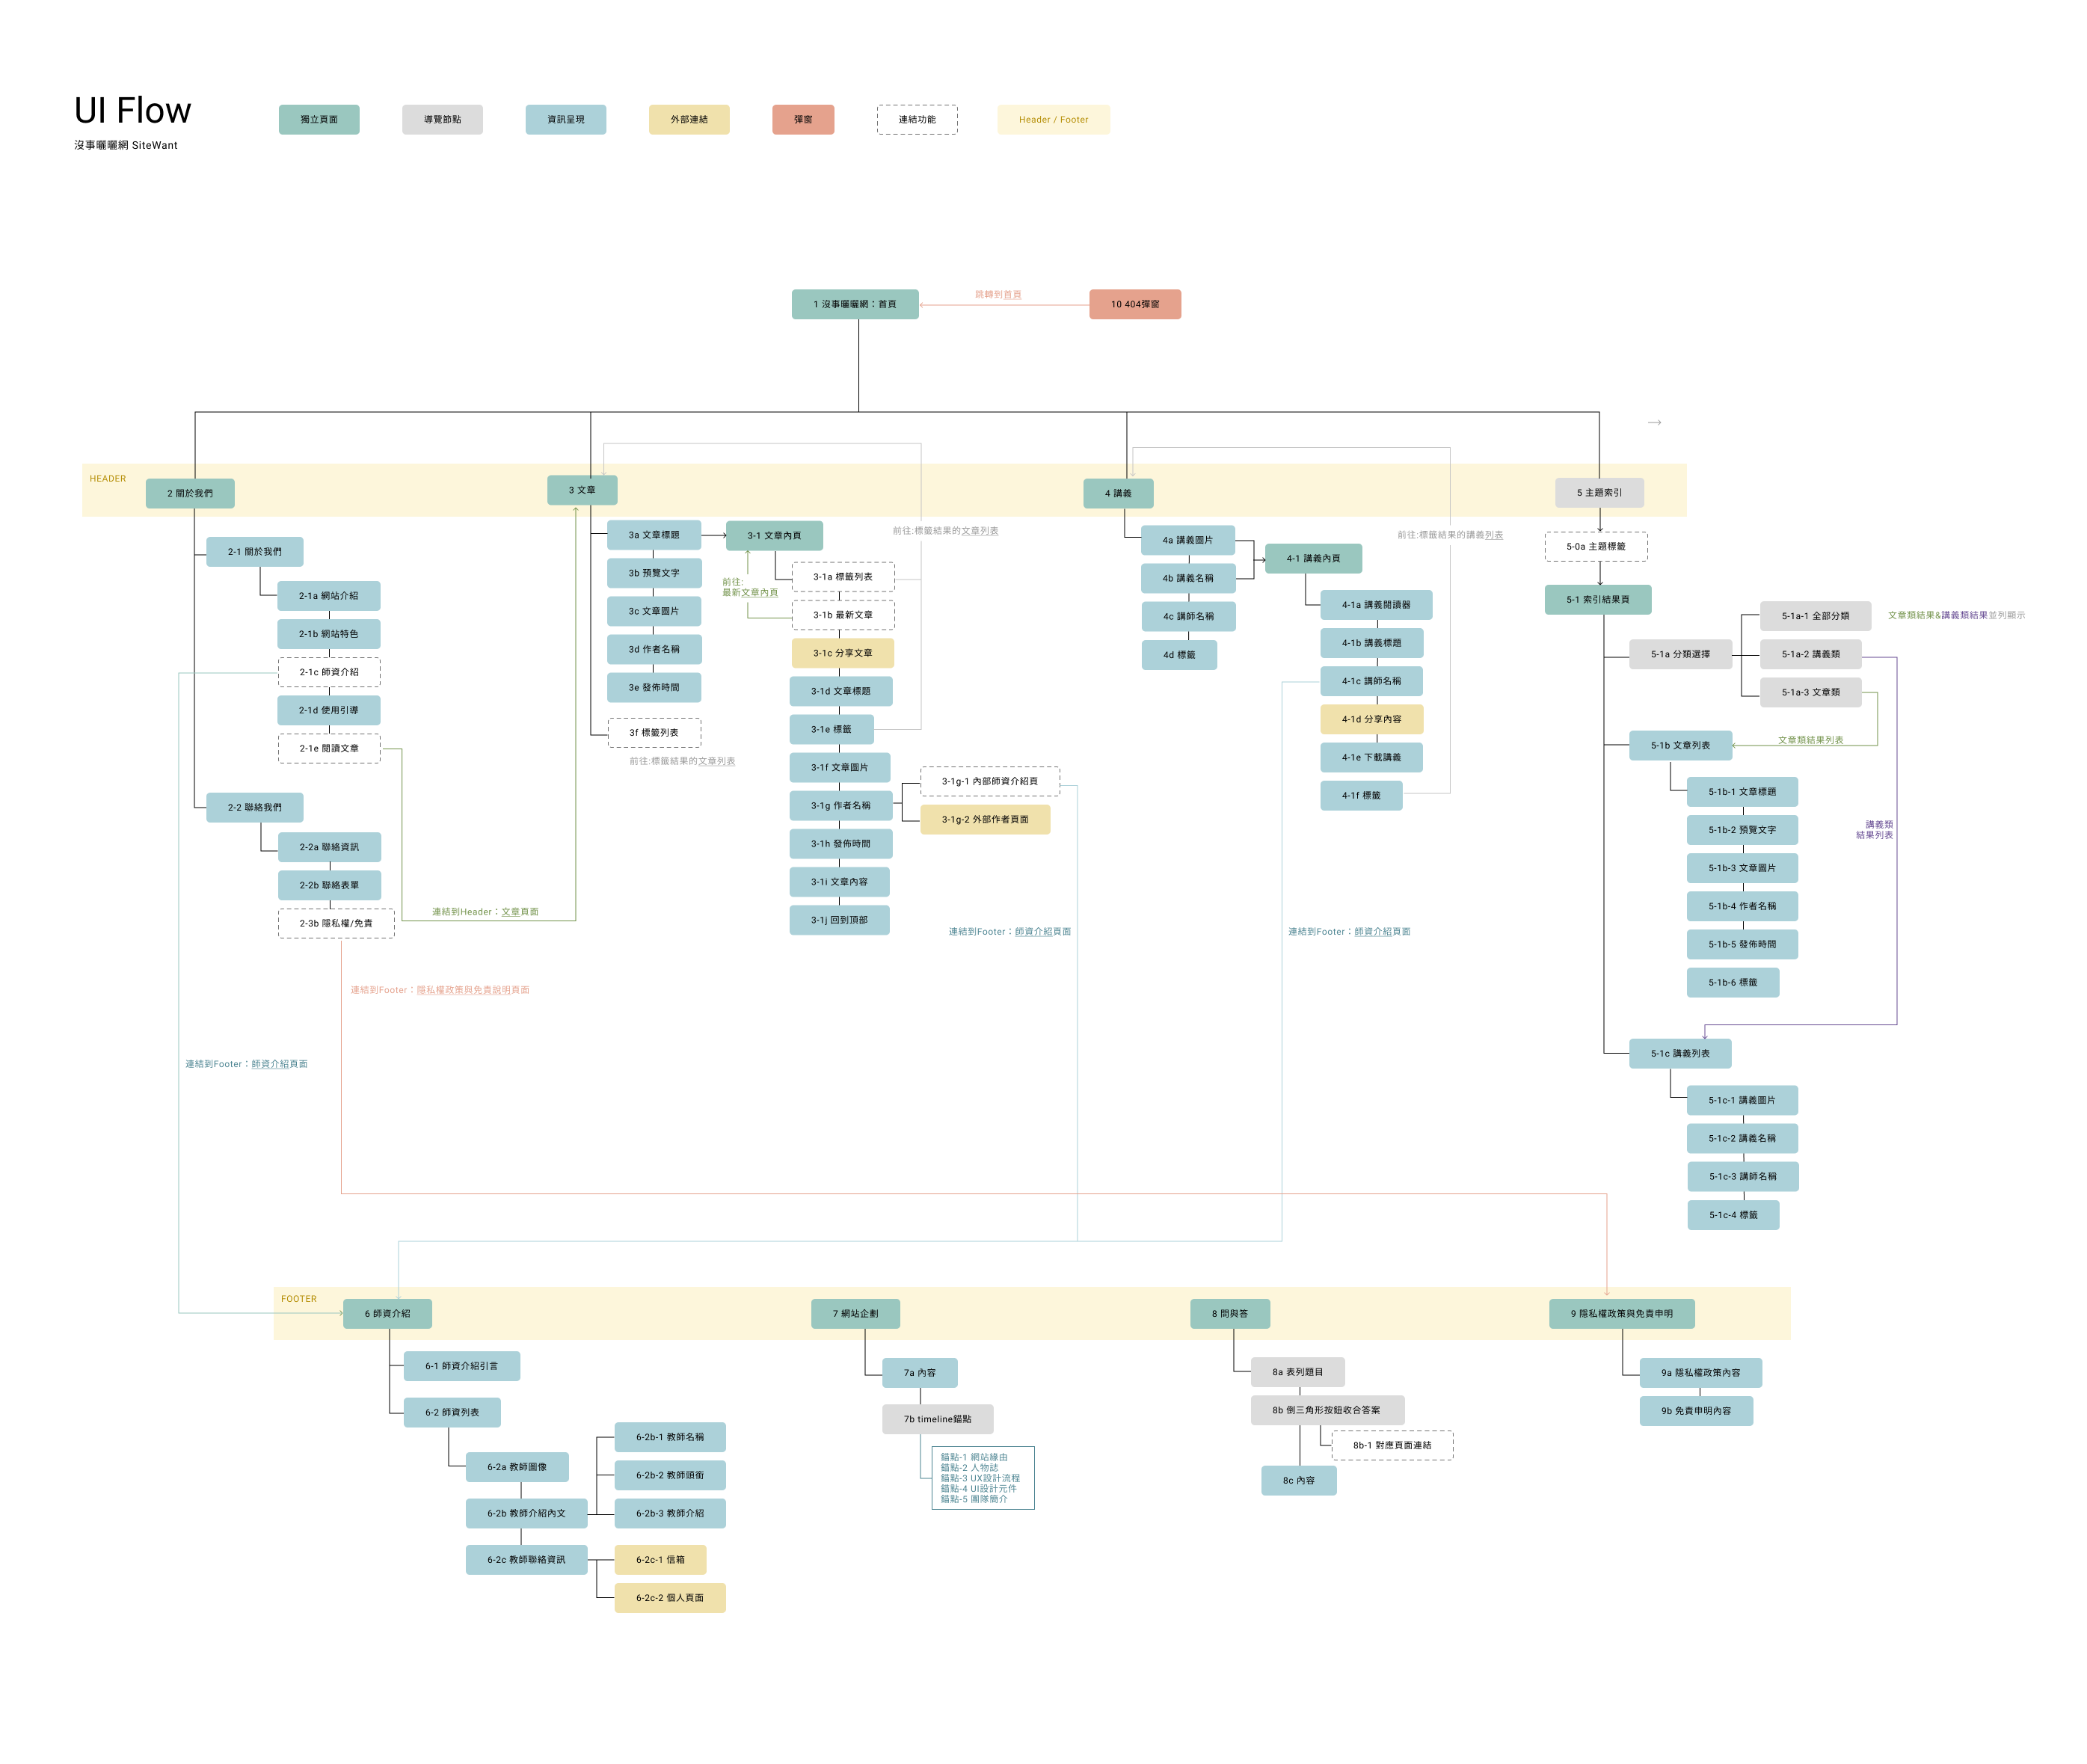 UI Flow
沒事曬曬網 SiteWant
獨立頁面
導覽節點
資訊呈現
外部連結
彈窗
連結功能
Header / Footer
1 沒事曬曬網：首頁
跳轉到首頁
10 404彈窗
HEADER
2 關於我們
2-1 關於我們
2-1a 網站介紹
2-1b 網站特色
2-1c 師資介紹
2-1d 使用引導
2-1e 閱讀文章
2-2 聯絡我們
2-2a 聯絡資訊
2-2b 聯絡表單
2-3b 隱私權/免責
連結到Header：文章頁面
連結到Footer：隱私權政策與免責說明頁面
連結到Footer：師資介紹頁面
3 文章
3a 文章標題
3b 預覽文字
3c 文章圖片
3d 作者名稱
3e 發佈時間
3f 標籤列表
前往:標籤結果的文章列表
3-1 文章內頁
前往:
最新文章內頁
3-1a 標籤列表
3-1b 最新文章
3-1c 分享文章
3-1d 文章標題
3-1e 標籤
3-1f 文章圖片
3-1g 作者名稱
3-1h 發佈時間
3-1i 文章內容
3-1j 回到頂部
前往:標籤結果的文章列表
3-1g-1 內部師資介紹頁
3-1g-2 外部作者頁面
連結到Footer：師資介紹頁面
4 講義
4a 講義圖片
4b 講義名稱
4c 講師名稱
4d 標籤
4-1 講義內頁
4-1a 講義閱讀器
4-1b 講義標題
4-1c 講師名稱
4-1d 分享內容
4-1e 下載講義
4-1f 標籤
前往:標籤結果的講義列表
連結到Footer：師資介紹頁面
5 主題索引
5-0a 主題標籤
5-1 索引結果頁
5-1a 分類選擇
5-1a-1 全部分類
5-1a-2 講義類
5-1a-3 文章類
文章類結果&講義類結果並列顯示
5-1b 文章列表
文章類結果列表
5-1b-1 文章標題
5-1b-2 預覽文字
5-1b-3 文章圖片
5-1b-4 作者名稱
5-1b-5 發佈時間
5-1b-6 標籤
講義類
結果列表
5-1c 講義列表
5-1c-1 講義圖片
5-1c-2 講義名稱
5-1c-3 講師名稱
5-1c-4 標籤
FOOTER
6 師資介紹
6-1 師資介紹引言
6-2 師資列表
6-2a 教師圖像
6-2b 教師介紹內文
6-2c 教師聯絡資訊
6-2b-1 教師名稱
6-2b-2 教師頭銜
6-2b-3 教師介紹
6-2c-1 信箱
6-2c-2 個人頁面
7 網站企劃
7a 內容
7b timeline錨點
錨點-1 網站緣由
錨點-2 人物誌
錨點-3 UX設計流程
錨點-4 UI設計元件
錨點-5 團隊簡介
8 問與答
8a 表列題目
8b 倒三角形按鈕收合答案
8b-1 對應頁面連結
8c 內容
9 隱私權政策與免責申明
9a 隱私權政策內容
9b 免責申明內容